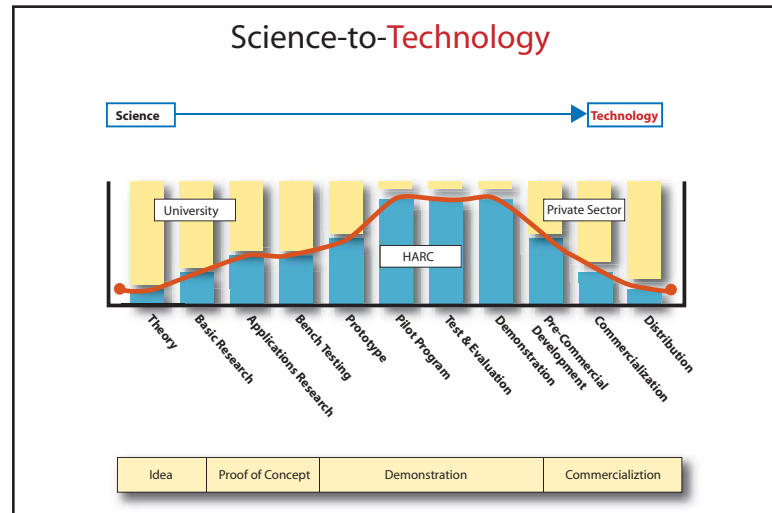 Science-to-Technology
Science
Technology
University
Private Sector
HARC
Theory
Basic Research
Applications Research
Bench Testing
Prototype
Pilot Program
Test & Evaluation
Demonstration
Pre-Commercial
Development
Commercialization
Distribution
Idea
Proof of Concept
Demonstration
Commercializtion